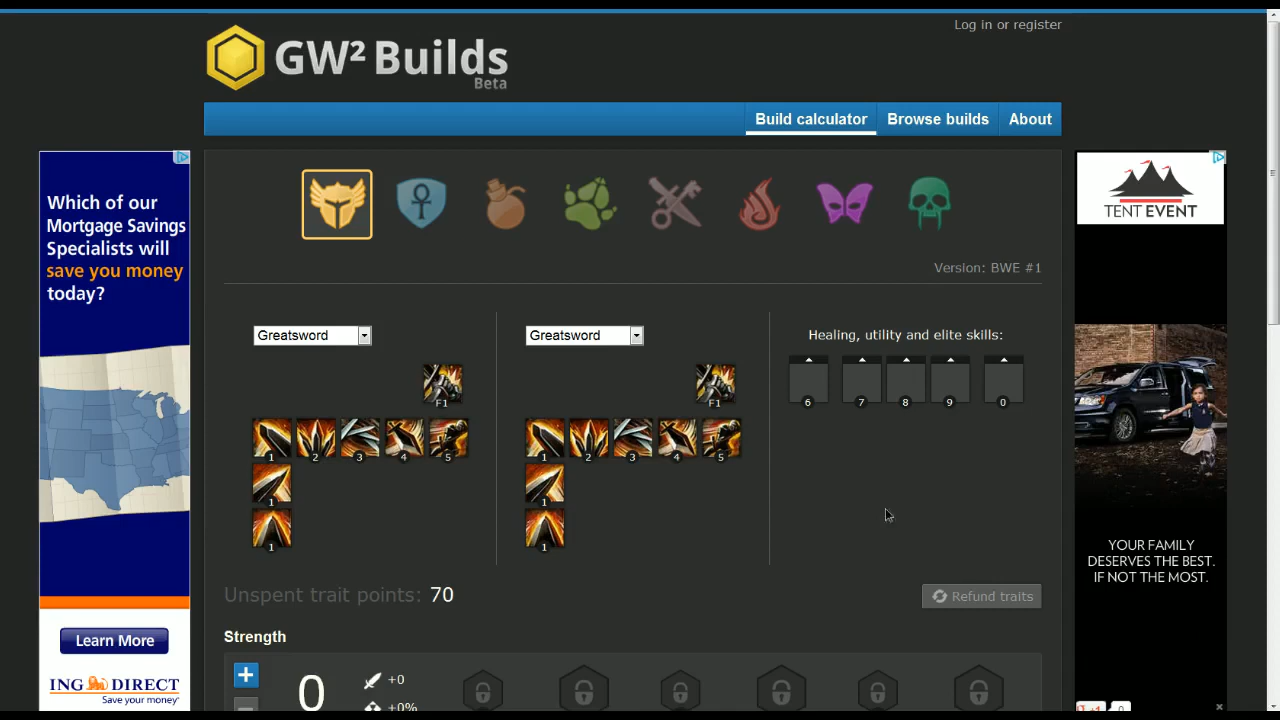 Log in or register
GW² Builds
Beta
Build calculator
Browse builds
About
Which of our
Mortgage Savings
Specialists will
save you money
today?
Learn More
ING DIRECT
Save your money®
Version: BWE #1
Greatsword
F1
1 2 3 4 5
1
1
Greatsword
F1
1 2 3 4 5
1
1
Healing, utility and elite skills:
6 7 8 9 0
Unspent trait points: 70
Refund traits
Strength
+
0
+0
+0%
TENT EVENT
YOUR FAMILY
DESERVES THE BEST.
IF NOT THE MOST.
+1 0